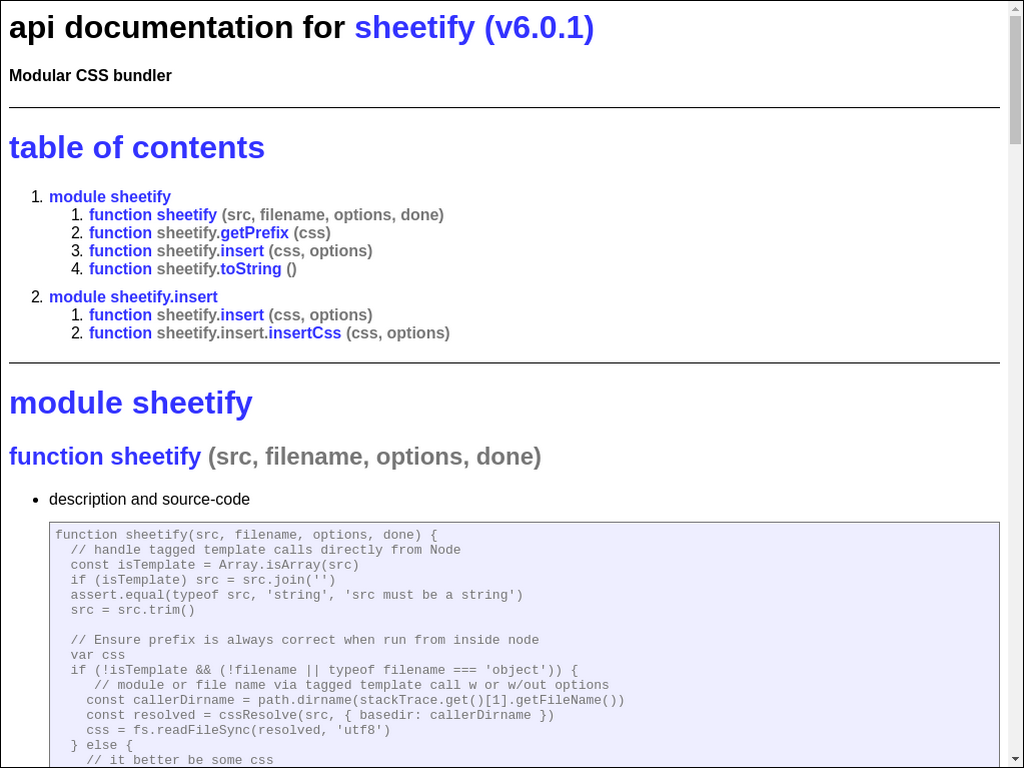 api documentation for sheetify (v6.0.1)
Modular CSS bundler
table of contents
1. module sheetify
1. function sheetify (src, filename, options, done)
2. function sheetify.getPrefix (css)
3. function sheetify.insert (css, options)
4. function sheetify.toString ()
2. module sheetify.insert
1. function sheetify.insert (css, options)
2. function sheetify.insert.insertCss (css, options)
module sheetify
function sheetify (src, filename, options, done)
• description and source-code
function sheetify(src, filename, options, done) {
  // handle tagged template calls directly from Node
  const isTemplate = Array.isArray(src)
  if (isTemplate) src = src.join('')
  assert.equal(typeof src, 'string', 'src must be a string')
  src = src.trim()

  // Ensure prefix is always correct when run from inside node
  var css
  if (!isTemplate && (!filename || typeof filename === 'object')) {
     // module or file name via tagged template call w or w/out options
    const callerDirname = path.dirname(stackTrace.get()[1].getFileName())
    const resolved = cssResolve(src, { basedir: callerDirname })
    css = fs.readFileSync(resolved, 'utf8')
  } else {
    // it better be some css